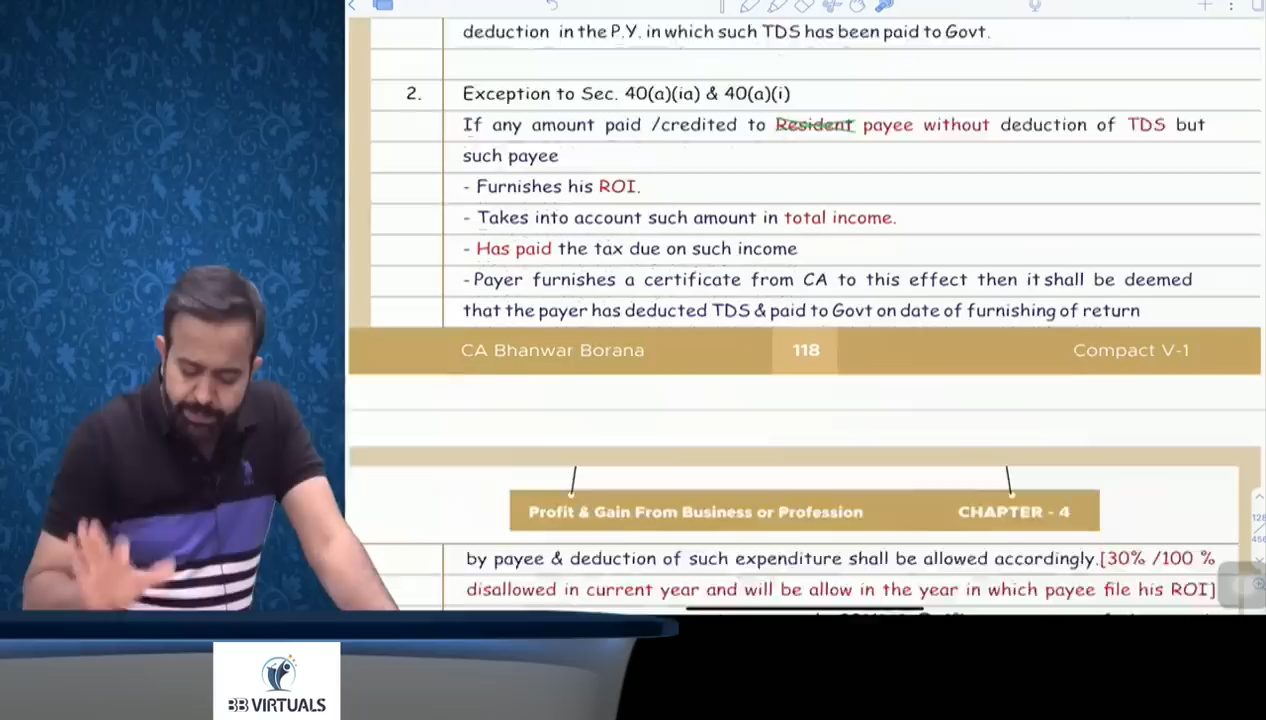 deduction in the P.Y. in which such TDS has been paid to Govt.
2. Exception to Sec. 40(a)(ia) & 40(a)(i)
If any amount paid /credited to Resident payee without deduction of TDS but
such payee
- Furnishes his ROI.
- Takes into account such amount in total income.
- Has paid the tax due on such income
-Payer furnishes a certificate from CA to this effect then it shall be deemed
that the payer has deducted TDS & paid to Govt on date of furnishing of return
CA Bhanwar Borana 118 Compact V-1
Profit & Gain From Business or Profession CHAPTER - 4
by payee & deduction of such expenditure shall be allowed accordingly.[30% /100 %
disallowed in current year and will be allow in the year in which payee file his ROI]
BB VIRTUALS